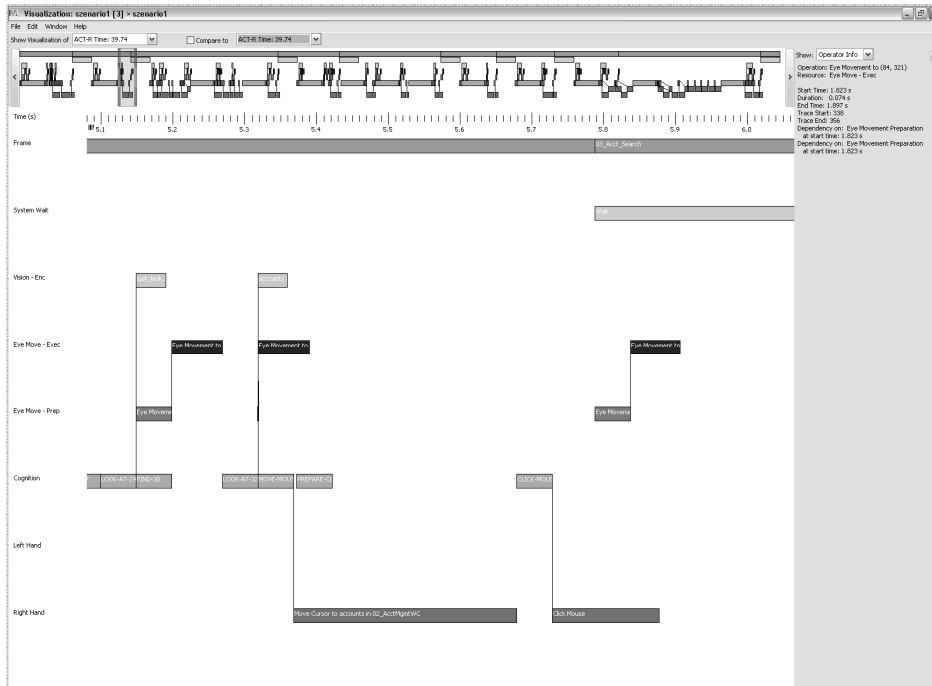 Visualization: szenario1 [3] > szenario1
File Edit Window Help
Show Visualization of ACT-R Time: 39.74 Compare to ACT-R Time: 39.74
Show: Operator Info
Operation: Eye Movement to (84, 321)
Resource: Eye Move - Exec
Start Time: 1.823 s
Duration: 0.074 s
End Time: 1.897 s
Trace Start: 338
Trace End: 356
Dependency on: Eye Movement Preparation
at start time: 1.823 s
Dependency on: Eye Movement Preparation
at start time: 1.823 s
Time (s)
5.1 5.2 5.3 5.4 5.5 5.6 5.7 5.8 5.9 6.0
Frame
03_Acct_Search
System Wait
Wait
Vision - Enc
Eye Move - Exec
Eye Movement to Eye Movement to Eye Movement to
Eye Move - Prep
Eye Moveme Eye Moveme
Cognition
LOOK-AT-29 FIND-30 LOOK-AT-32 MOVE-MOUS PREPARE-CL CLICK-MOUS
Left Hand
Right Hand
Move Cursor to accounts in 02_AcctMgmtWC Click Mouse